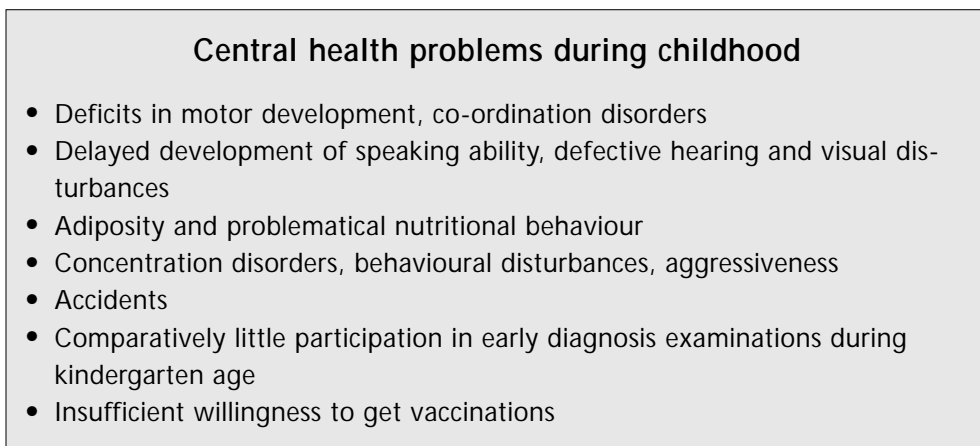 Central health problems during childhood
• Deficits in motor development, co-ordination disorders
• Delayed development of speaking ability, defective hearing and visual dis-
turbances
• Adiposity and problematical nutritional behaviour
• Concentration disorders, behavioural disturbances, aggressiveness
• Accidents
• Comparatively little participation in early diagnosis examinations during
kindergarten age
• Insufficient willingness to get vaccinations